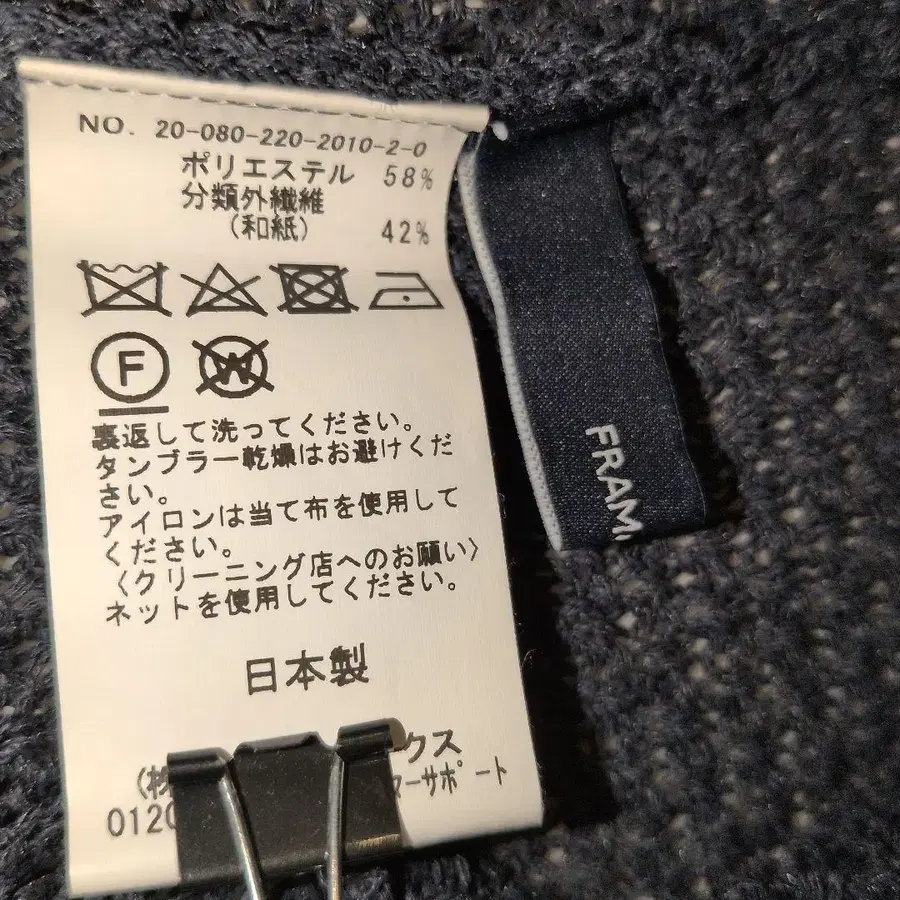 NO. 20-080-220-2010-2-0
ポリエステル 58%
分類外繊維
(和紙) 42%
F
W
裏返して洗ってください。
タンブラー乾燥はお避けくだ
さい。
アイロンは当て布を使用して
ください。
〈クリーニング店へのお願い〉
ネットを使用してください。
日本製
クス
(株
ターサポート
0120
FRAM